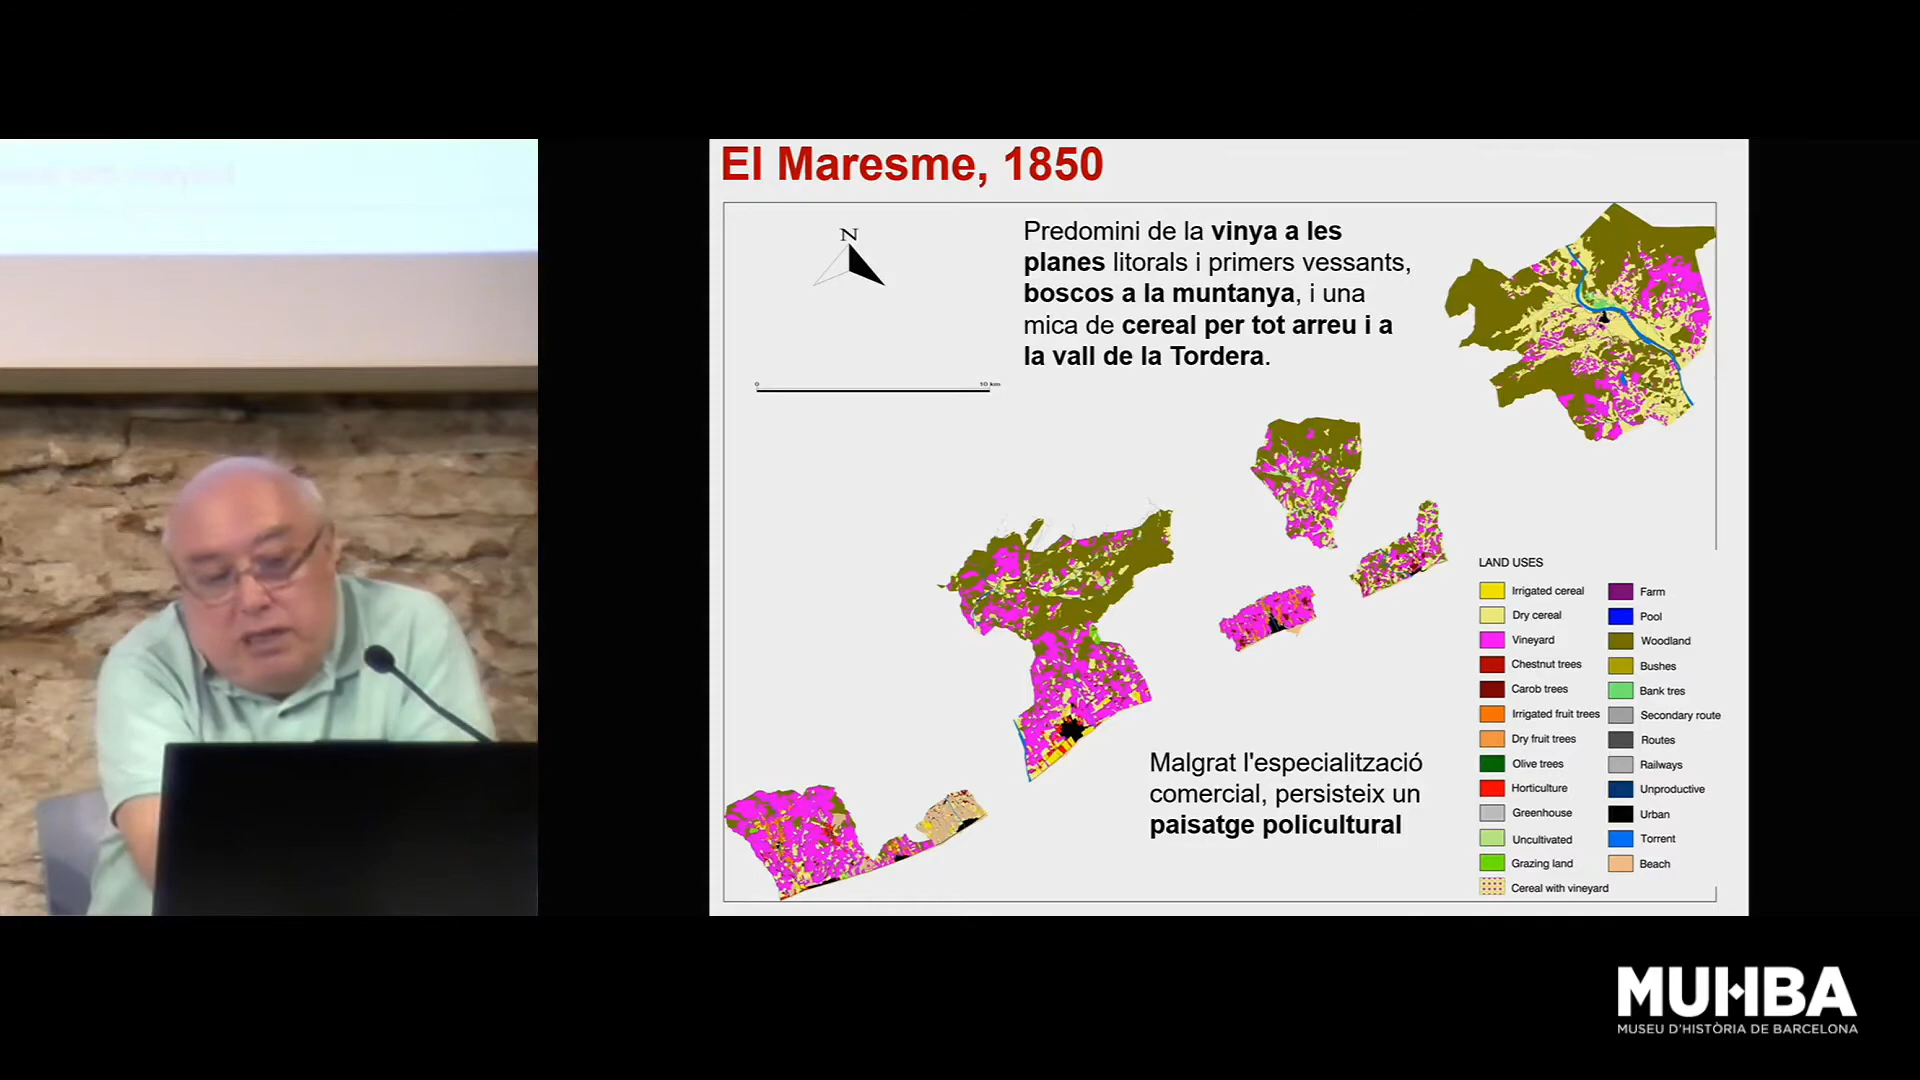 El Maresme, 1850
N
Predomini de la vinya a les
planes litorals i primers vessants,
boscos a la muntanya, i una
mica de cereal per tot arreu i a
la vall de la Tordera.
0
10 km
Malgrat l'especialització
comercial, persisteix un
paisatge policultural
LAND USES
Irrigated cereal
Dry cereal
Vineyard
Chestnut trees
Carob trees
Irrigated fruit trees
Dry fruit trees
Olive trees
Horticulture
Greenhouse
Uncultivated
Grazing land
Cereal with vineyard
Farm
Pool
Woodland
Bushes
Bank tres
Secondary route
Routes
Railways
Unproductive
Urban
Torrent
Beach
MUHBA
MUSEU D'HISTÒRIA DE BARCELONA